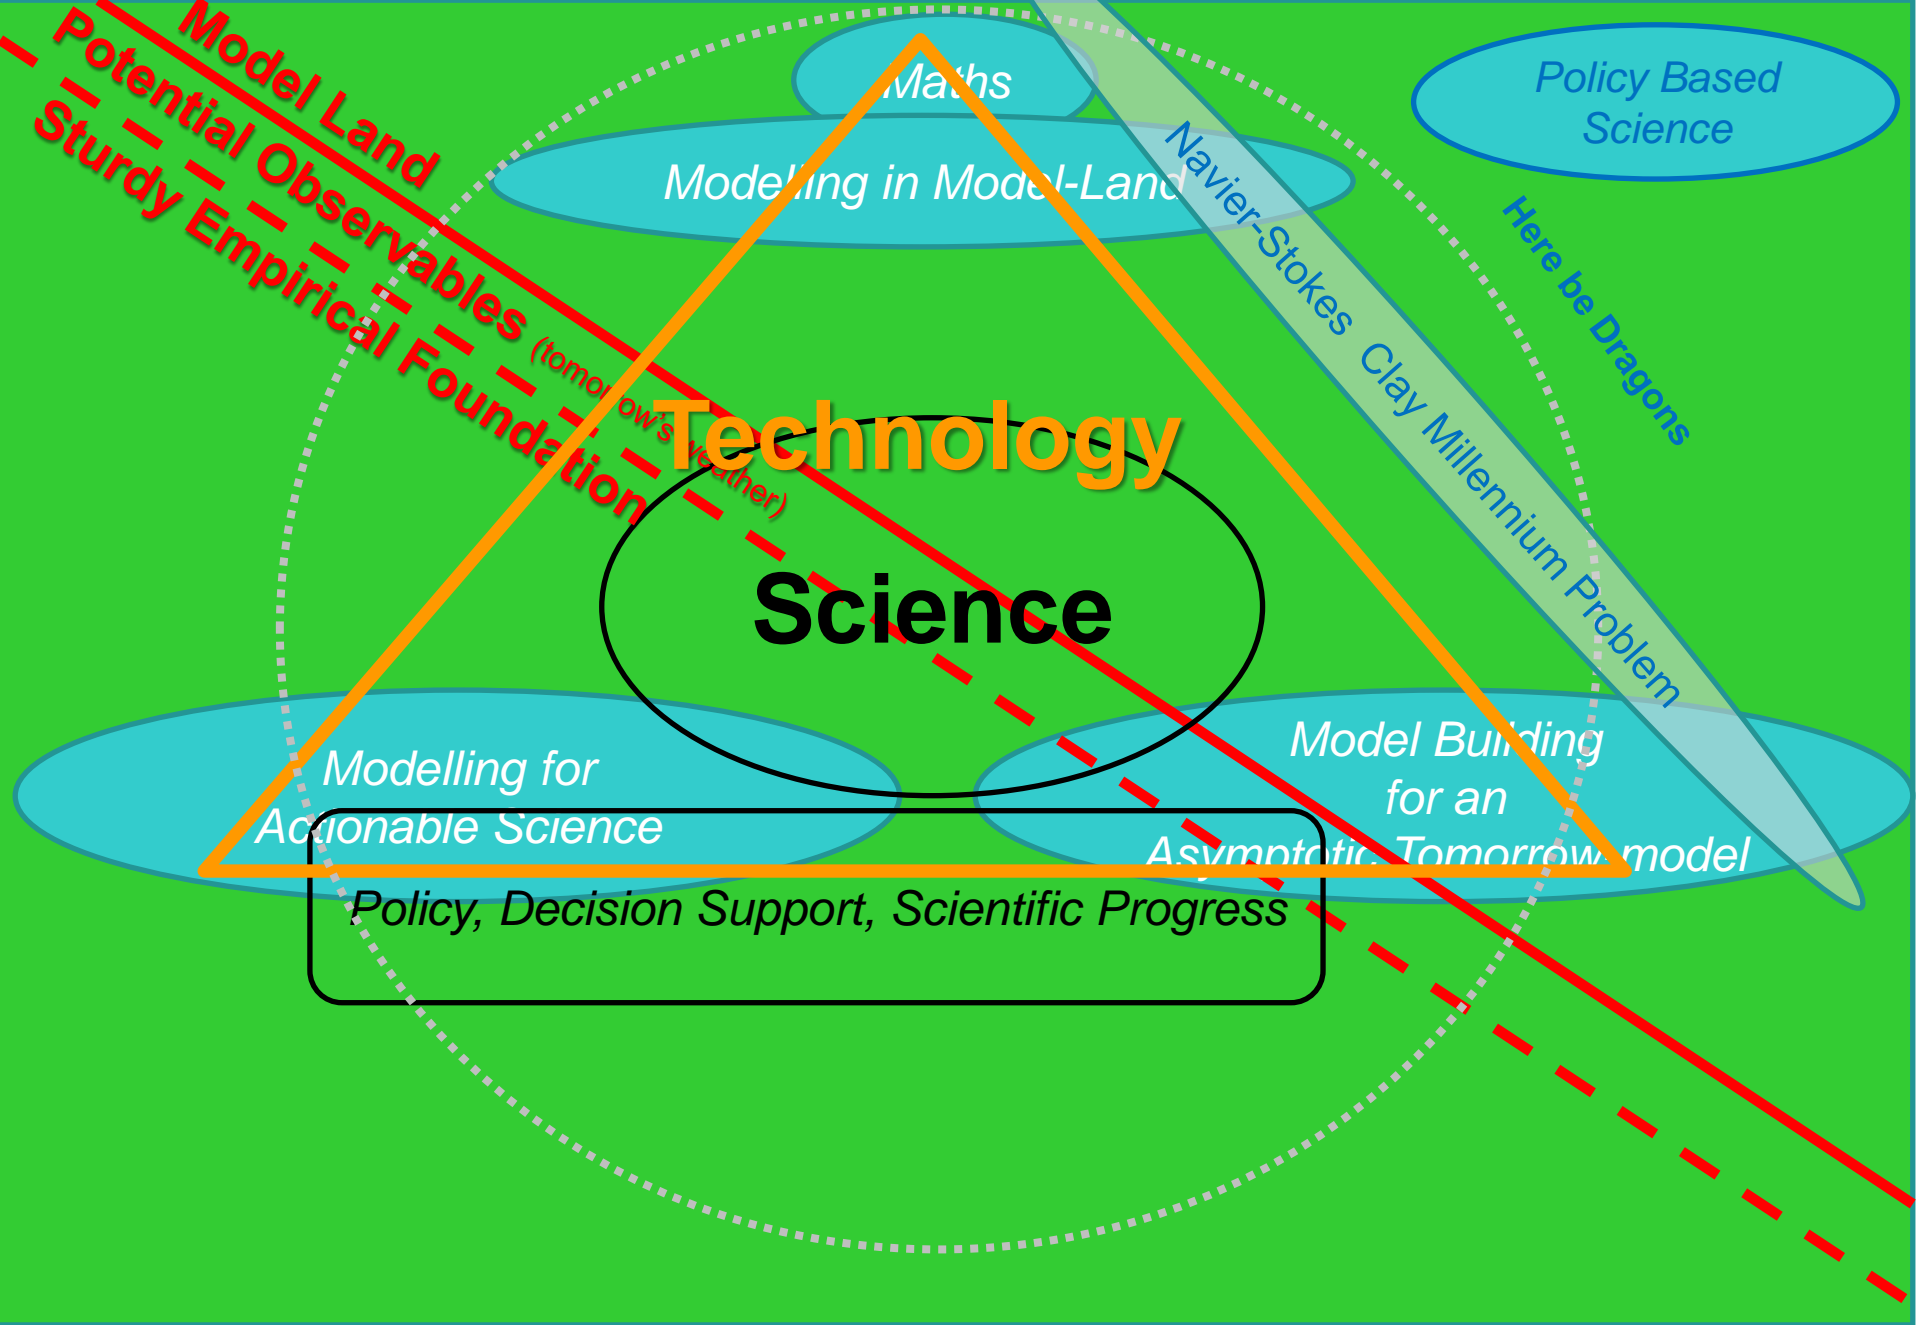 Model Land
Potential Observables (tomorrow's weather)
Sturdy Empirical Foundation
Maths
Modelling in Model-Land
Policy Based
Science
Navier-Stokes Clay Millennium Problem
Here be Dragons
Technology
Science
Modelling for
Actionable Science
Model Building
for an
Asymptotic Tomorrow-model
Policy, Decision Support, Scientific Progress